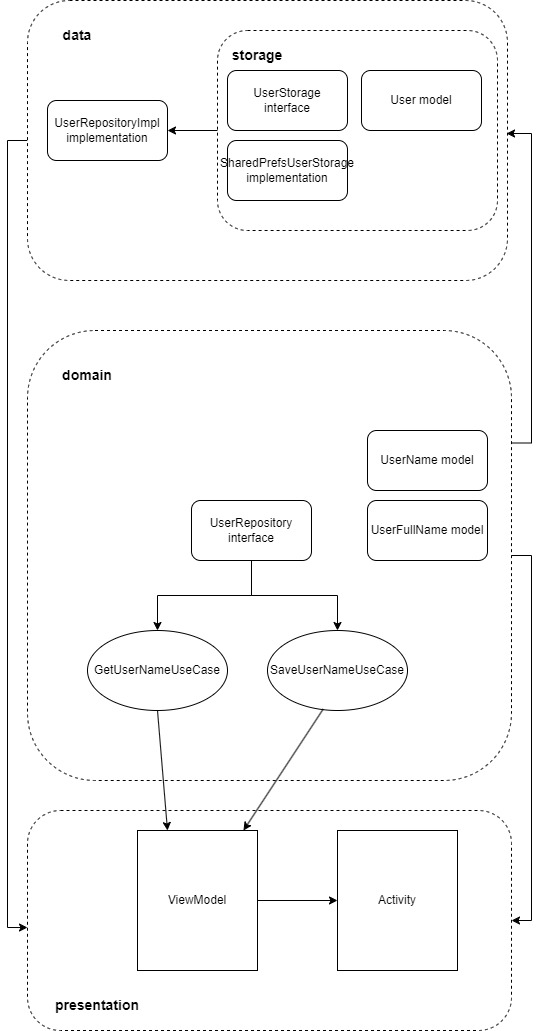 data
storage
UserStorage
interface
User model
UserRepositoryImpl
implementation
SharedPrefsUserStorage
implementation
domain
UserName model
UserFullName model
UserRepository
interface
GetUserNameUseCase
SaveUserNameUseCase
ViewModel
Activity
presentation